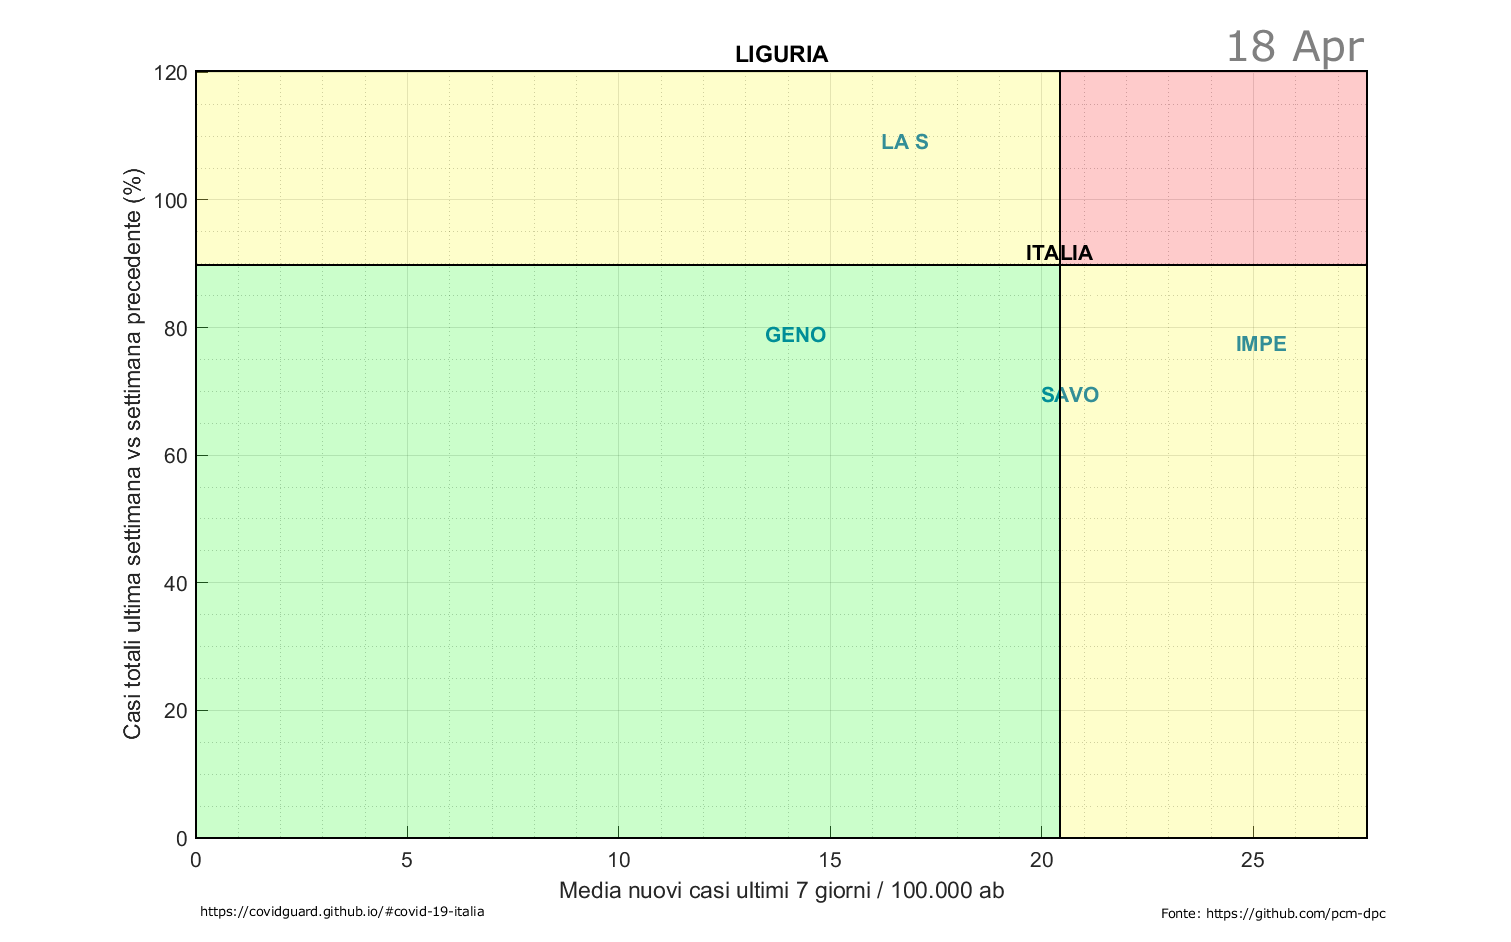 18 Apr
LIGURIA
Casi totali ultima settimana vs settimana precedente (%)
120
100
80
60
40
20
0
LA S
ITALIA
GENO
IMPE
SAVO
0 5 10 15 20 25
Media nuovi casi ultimi 7 giorni / 100.000 ab
https://covidguard.github.io/#covid-19-italia
Fonte: https://github.com/pcm-dpc